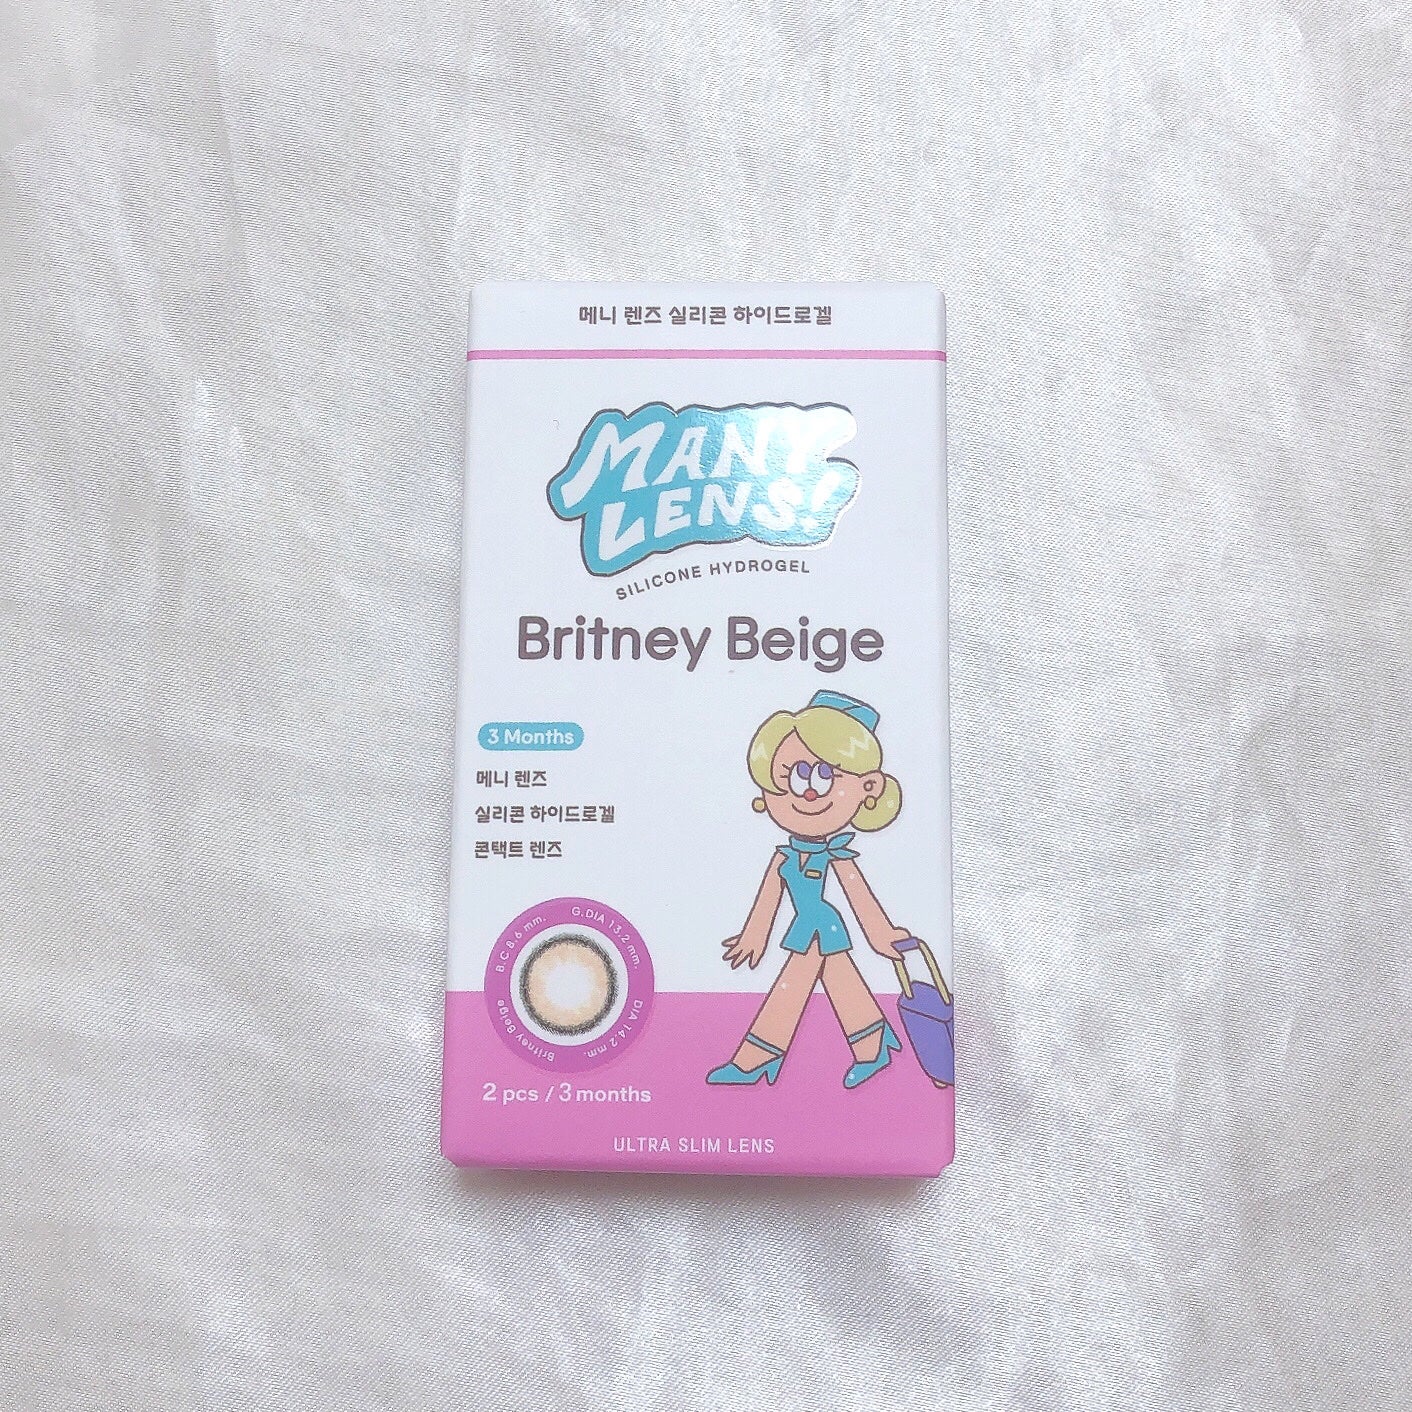 메니 렌즈 실리콘 하이드로겔
MANY
LENS!
SILICONE HYDROGEL
Britney Beige
3 Months
메니 렌즈
실리콘 하이드로겔
콘택트 렌즈
B.C 8.6 mm.
G.DIA 13.2 mm.
DIA 14.2 mm.
Britney Beige
2 pcs / 3 months
ULTRA SLIM LENS